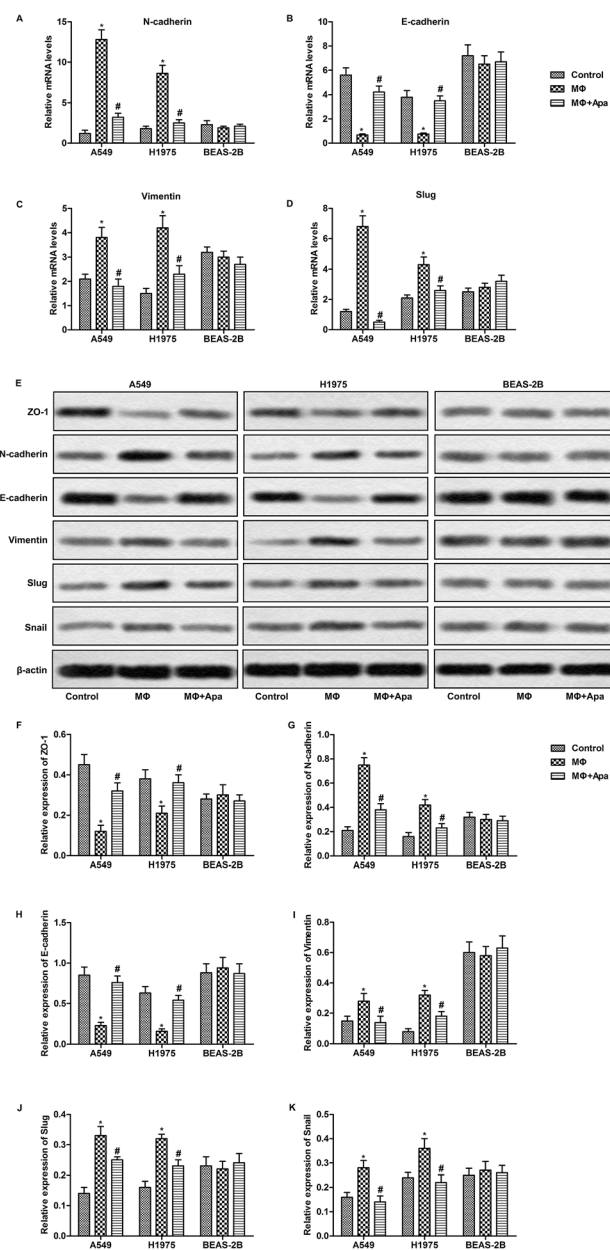 A
N-cadherin
Relative mRNA levels
15
10
5
0
*
#
*
#
A549 H1975 BEAS-2B
B
E-cadherin
Relative mRNA levels
10
8
6
4
2
0
*
#
*
#
A549 H1975 BEAS-2B
Control
MΦ
MΦ+Apa
C
Vimentin
Relative mRNA levels
5
4
3
2
1
0
*
#
*
#
A549 H1975 BEAS-2B
D
Slug
Relative mRNA levels
8
6
4
2
0
*
#
*
#
A549 H1975 BEAS-2B
E
A549 H1975 BEAS-2B
ZO-1
N-cadherin
E-cadherin
Vimentin
Slug
Snail
β-actin
Control MΦ MΦ+Apa Control MΦ MΦ+Apa Control MΦ MΦ+Apa
F
Relative expression of ZO-1
0.6
0.4
0.2
0.0
*
#
*
#
A549 H1975 BEAS-2B
G
Relative expression of N-cadherin
1.0
0.8
0.6
0.4
0.2
0.0
*
#
*
#
A549 H1975 BEAS-2B
Control
MΦ
MΦ+Apa
H
Relative expression of E-cadherin
1.5
1.0
0.5
0.0
*
#
*
#
A549 H1975 BEAS-2B
I
Relative expression of Vimentin
0.8
0.6
0.4
0.2
0.0
*
#
*
#
A549 H1975 BEAS-2B
J
Relative expression of Slug
0.4
0.3
0.2
0.1
0.0
*
#
*
#
A549 H1975 BEAS-2B
K
Relative expression of Snail
0.5
0.4
0.3
0.2
0.1
0.0
*
#
*
#
A549 H1975 BEAS-2B